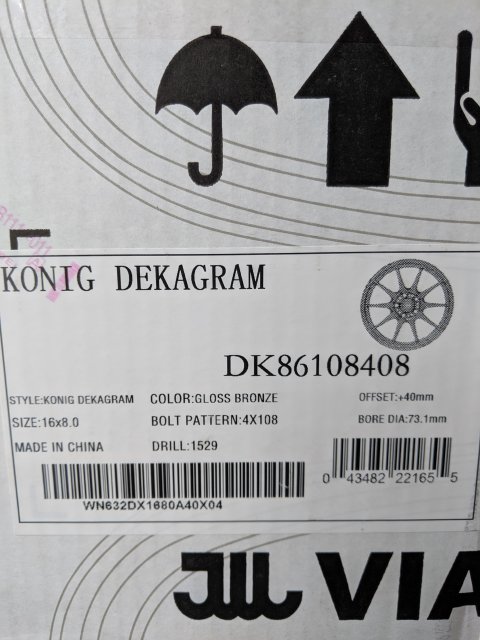 KONIG DEKAGRAM
DK86108408
STYLE:KONIG DEKAGRAM COLOR:GLOSS BRONZE OFFSET:+40mm
SIZE:16x8.0 BOLT PATTERN:4X108 BORE DIA:73.1mm
MADE IN CHINA DRILL:1529
0 43482 22165 5
WN632DX1680A40X04
JWL VIA